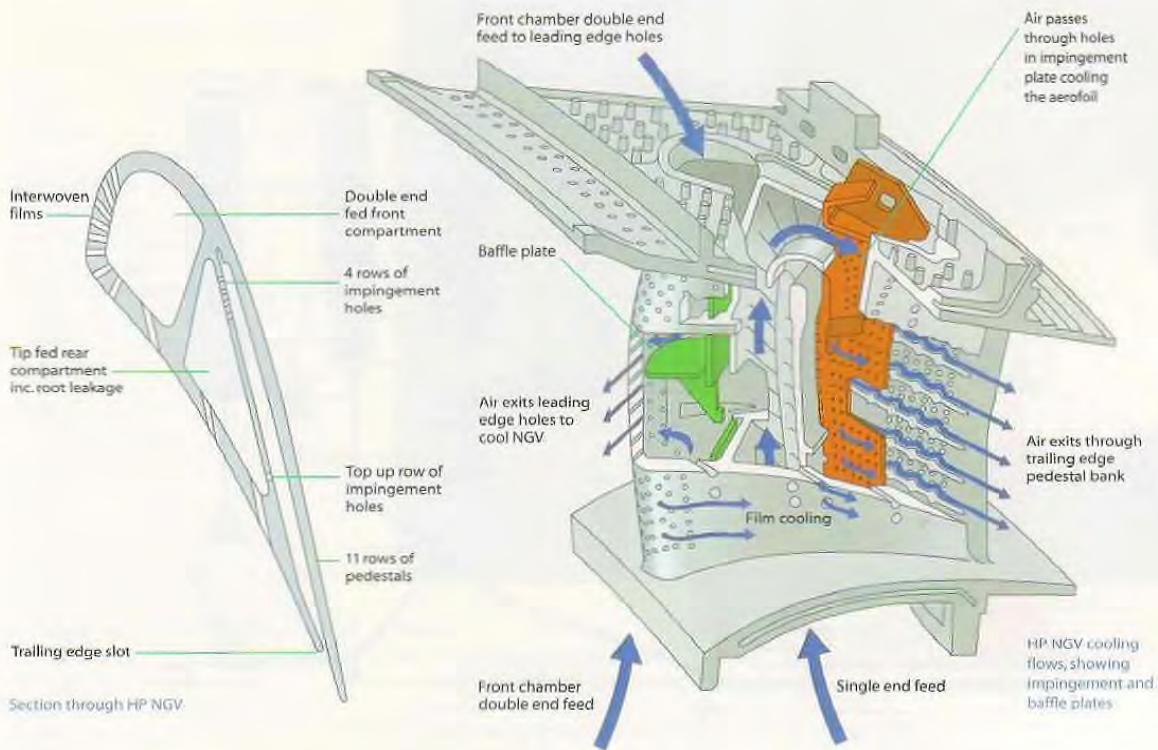 Front chamber double end
feed to leading edge holes
Air passes
through holes
in impingement
plate cooling
the aerofoil
Interwoven
films
Double end
fed front
compartment
Baffle plate
4 rows of
impingement
holes
Tip fed rear
compartment
inc. root leakage
Air exits leading
edge holes to
cool NGV
Air exits through
trailing edge
pedestal bank
Top up row of
impingement
holes
Film cooling
11 rows of
pedestals
Trailing edge slot
Section through HP NGV
Front chamber
double end feed
Single end feed
HP NGV cooling
flows, showing
impingement and
baffle plates